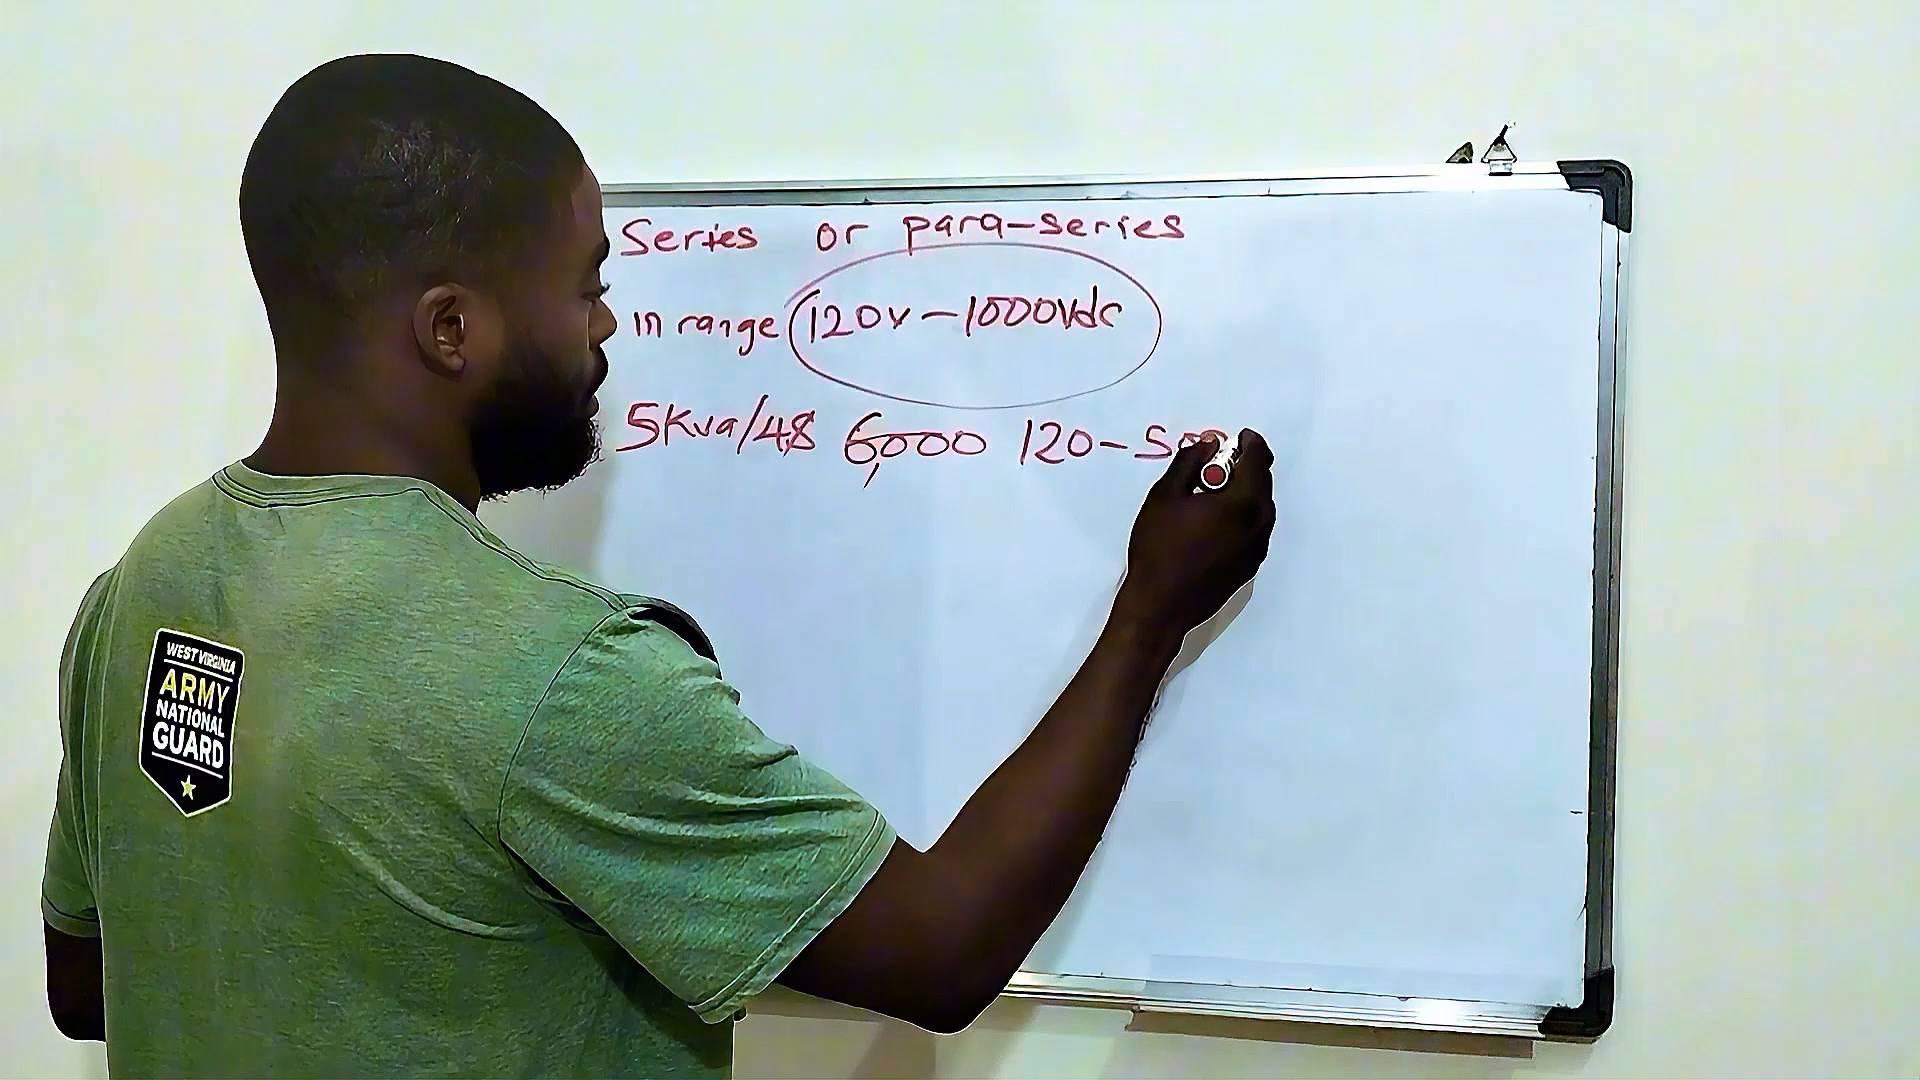 Series or para-series
in range 120v-1000Vdc
5Kva/48 6,000 120-500
WEST VIRGINIA
ARMY
NATIONAL
GUARD